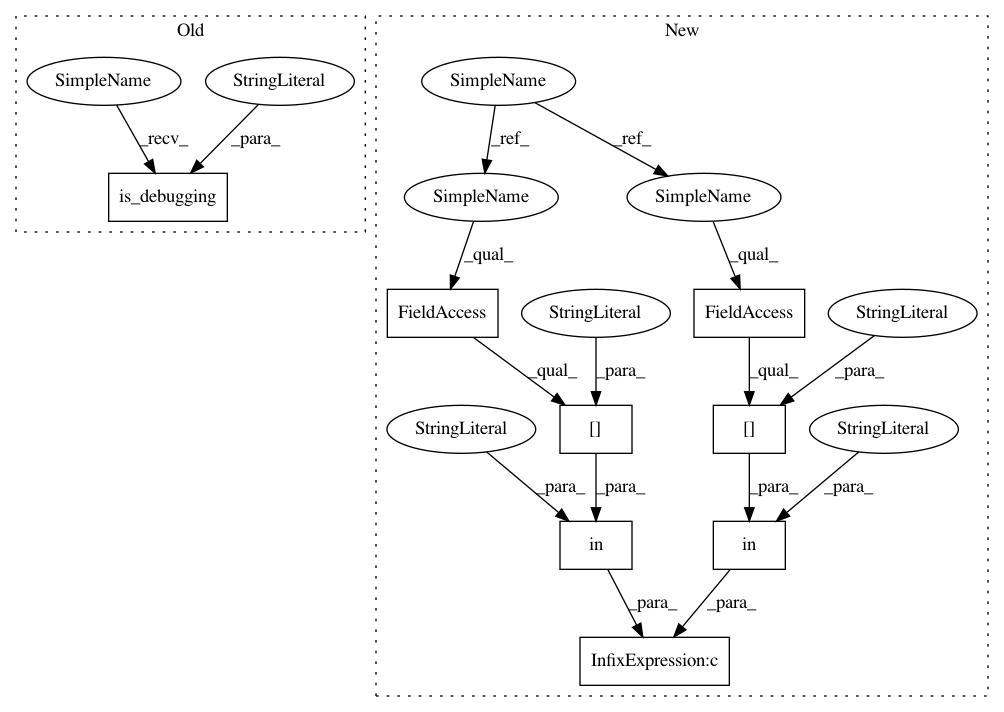 Old
New
SimpleName
StringLiteral
SimpleName
_recv_
_para_
_ref_
_ref_
is_debugging
SimpleName
SimpleName
_qual_
_qual_
FieldAccess
StringLiteral
FieldAccess
StringLiteral
_qual_
_para_
_qual_
_para_
StringLiteral
[]
[]
StringLiteral
_para_
_para_
_para_
_para_
in
in
_para_
_para_
InfixExpression:c